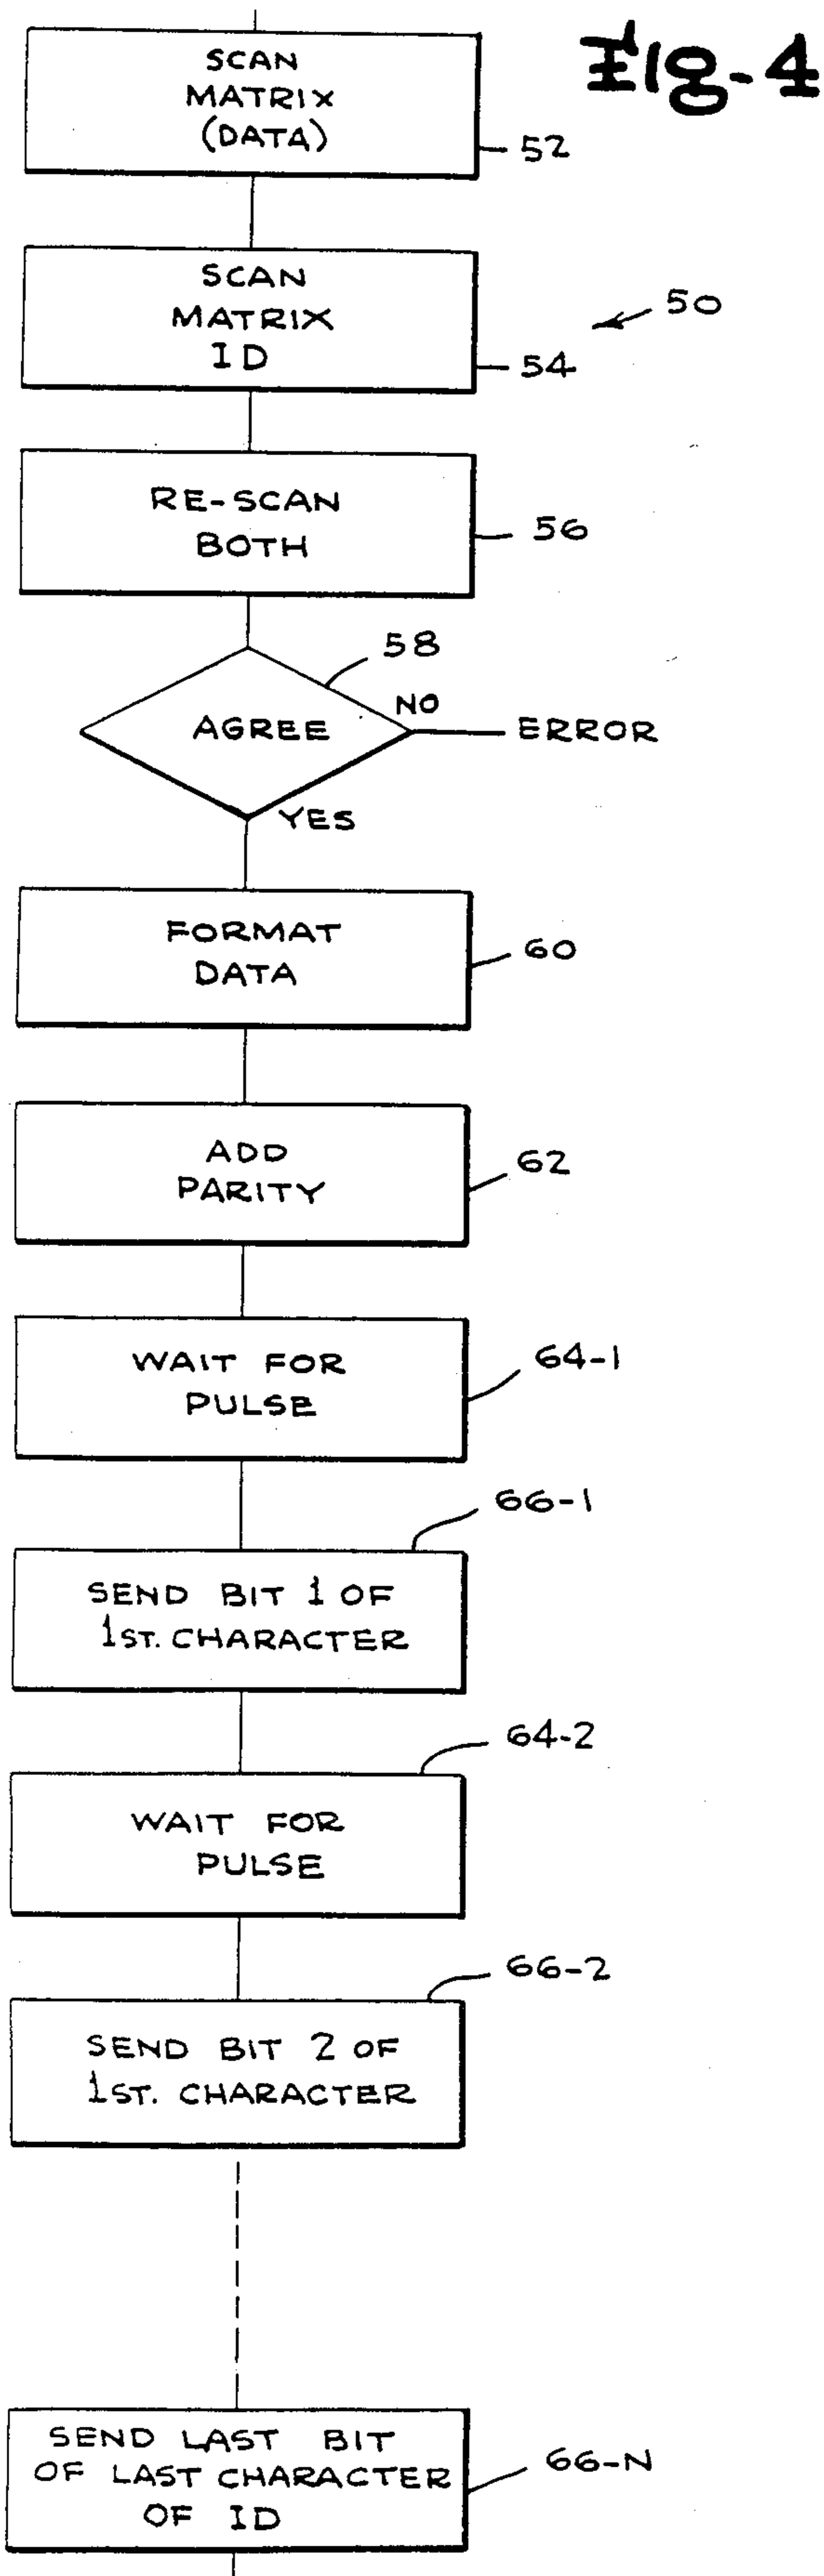 Fig-4
SCAN
MATRIX
(DATA)
52
SCAN
MATRIX
ID
54
50
RE-SCAN
BOTH
56
58
AGREE
NO
ERROR
YES
FORMAT
DATA
60
ADD
PARITY
62
WAIT FOR
PULSE
64-1
66-1
SEND BIT 1 OF
1ST. CHARACTER
64-2
WAIT FOR
PULSE
66-2
SEND BIT 2 OF
1ST. CHARACTER
SEND LAST BIT
OF LAST CHARACTER
OF ID
66-N